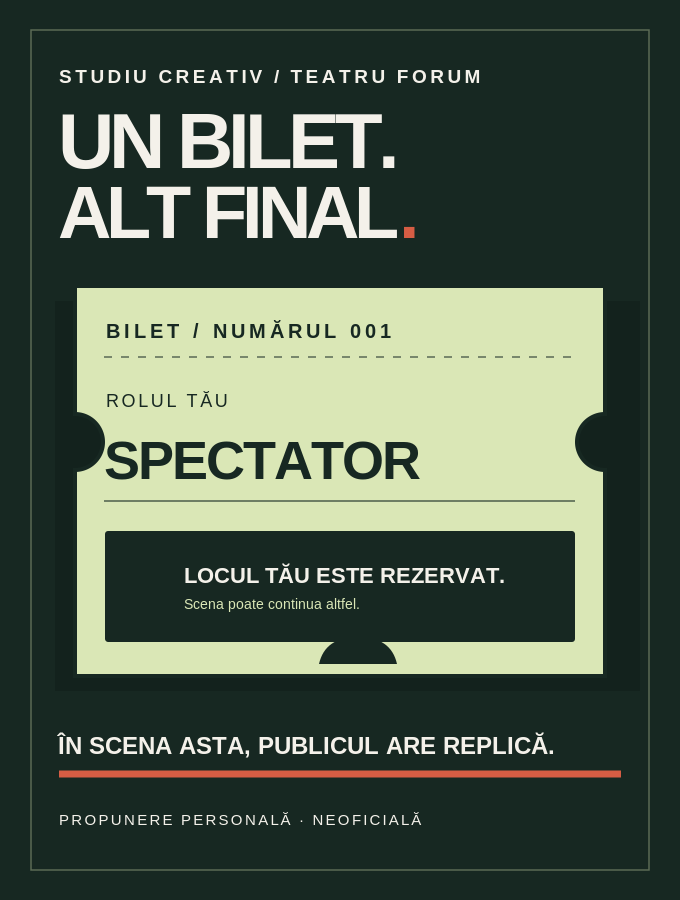 STUDIU CREATIV / TEATRU FORUM
UN BILET.
ALT FINAL.
BILET / NUMĂRUL 001
ROLUL TĂU
SPECTATOR
LOCUL TĂU ESTE REZERVAT.
Scena poate continua altfel.
ÎN SCENA ASTA, PUBLICUL ARE REPLICĂ.
PROPUNERE PERSONALĂ · NEOFICIALĂ